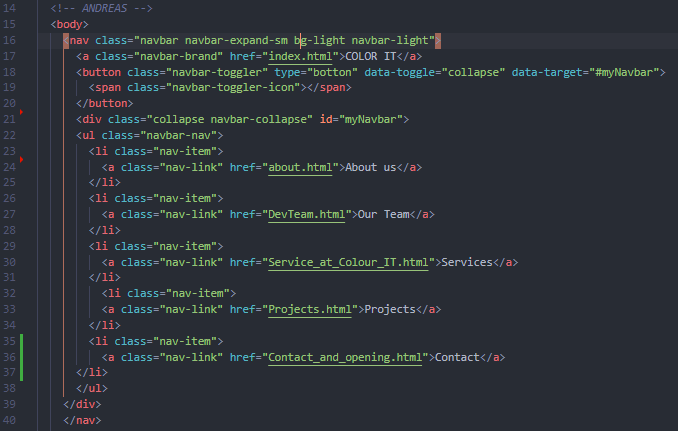 14 <!-- ANDREAS -->
15 <body>
16 <nav class="navbar navbar-expand-sm bg-light navbar-light">
17 <a class="navbar-brand" href="index.html">COLOR IT</a>
18 <button class="navbar-toggler" type="botton" data-toggle="collapse" data-target="#myNavbar">
19 <span class="navbar-toggler-icon"></span>
20 </button>
21 <div class="collapse navbar-collapse" id="myNavbar">
22 <ul class="navbar-nav">
23 <li class="nav-item">
24 <a class="nav-link" href="about.html">About us</a>
25 </li>
26 <li class="nav-item">
27 <a class="nav-link" href="DevTeam.html">Our Team</a>
28 </li>
29 <li class="nav-item">
30 <a class="nav-link" href="Service_at_Colour_IT.html">Services</a>
31 </li>
32 <li class="nav-item">
33 <a class="nav-link" href="Projects.html">Projects</a>
34 </li>
35 <li class="nav-item">
36 <a class="nav-link" href="Contact_and_opening.html">Contact</a>
37 </li>
38 </ul>
39 </div>
40 </nav>